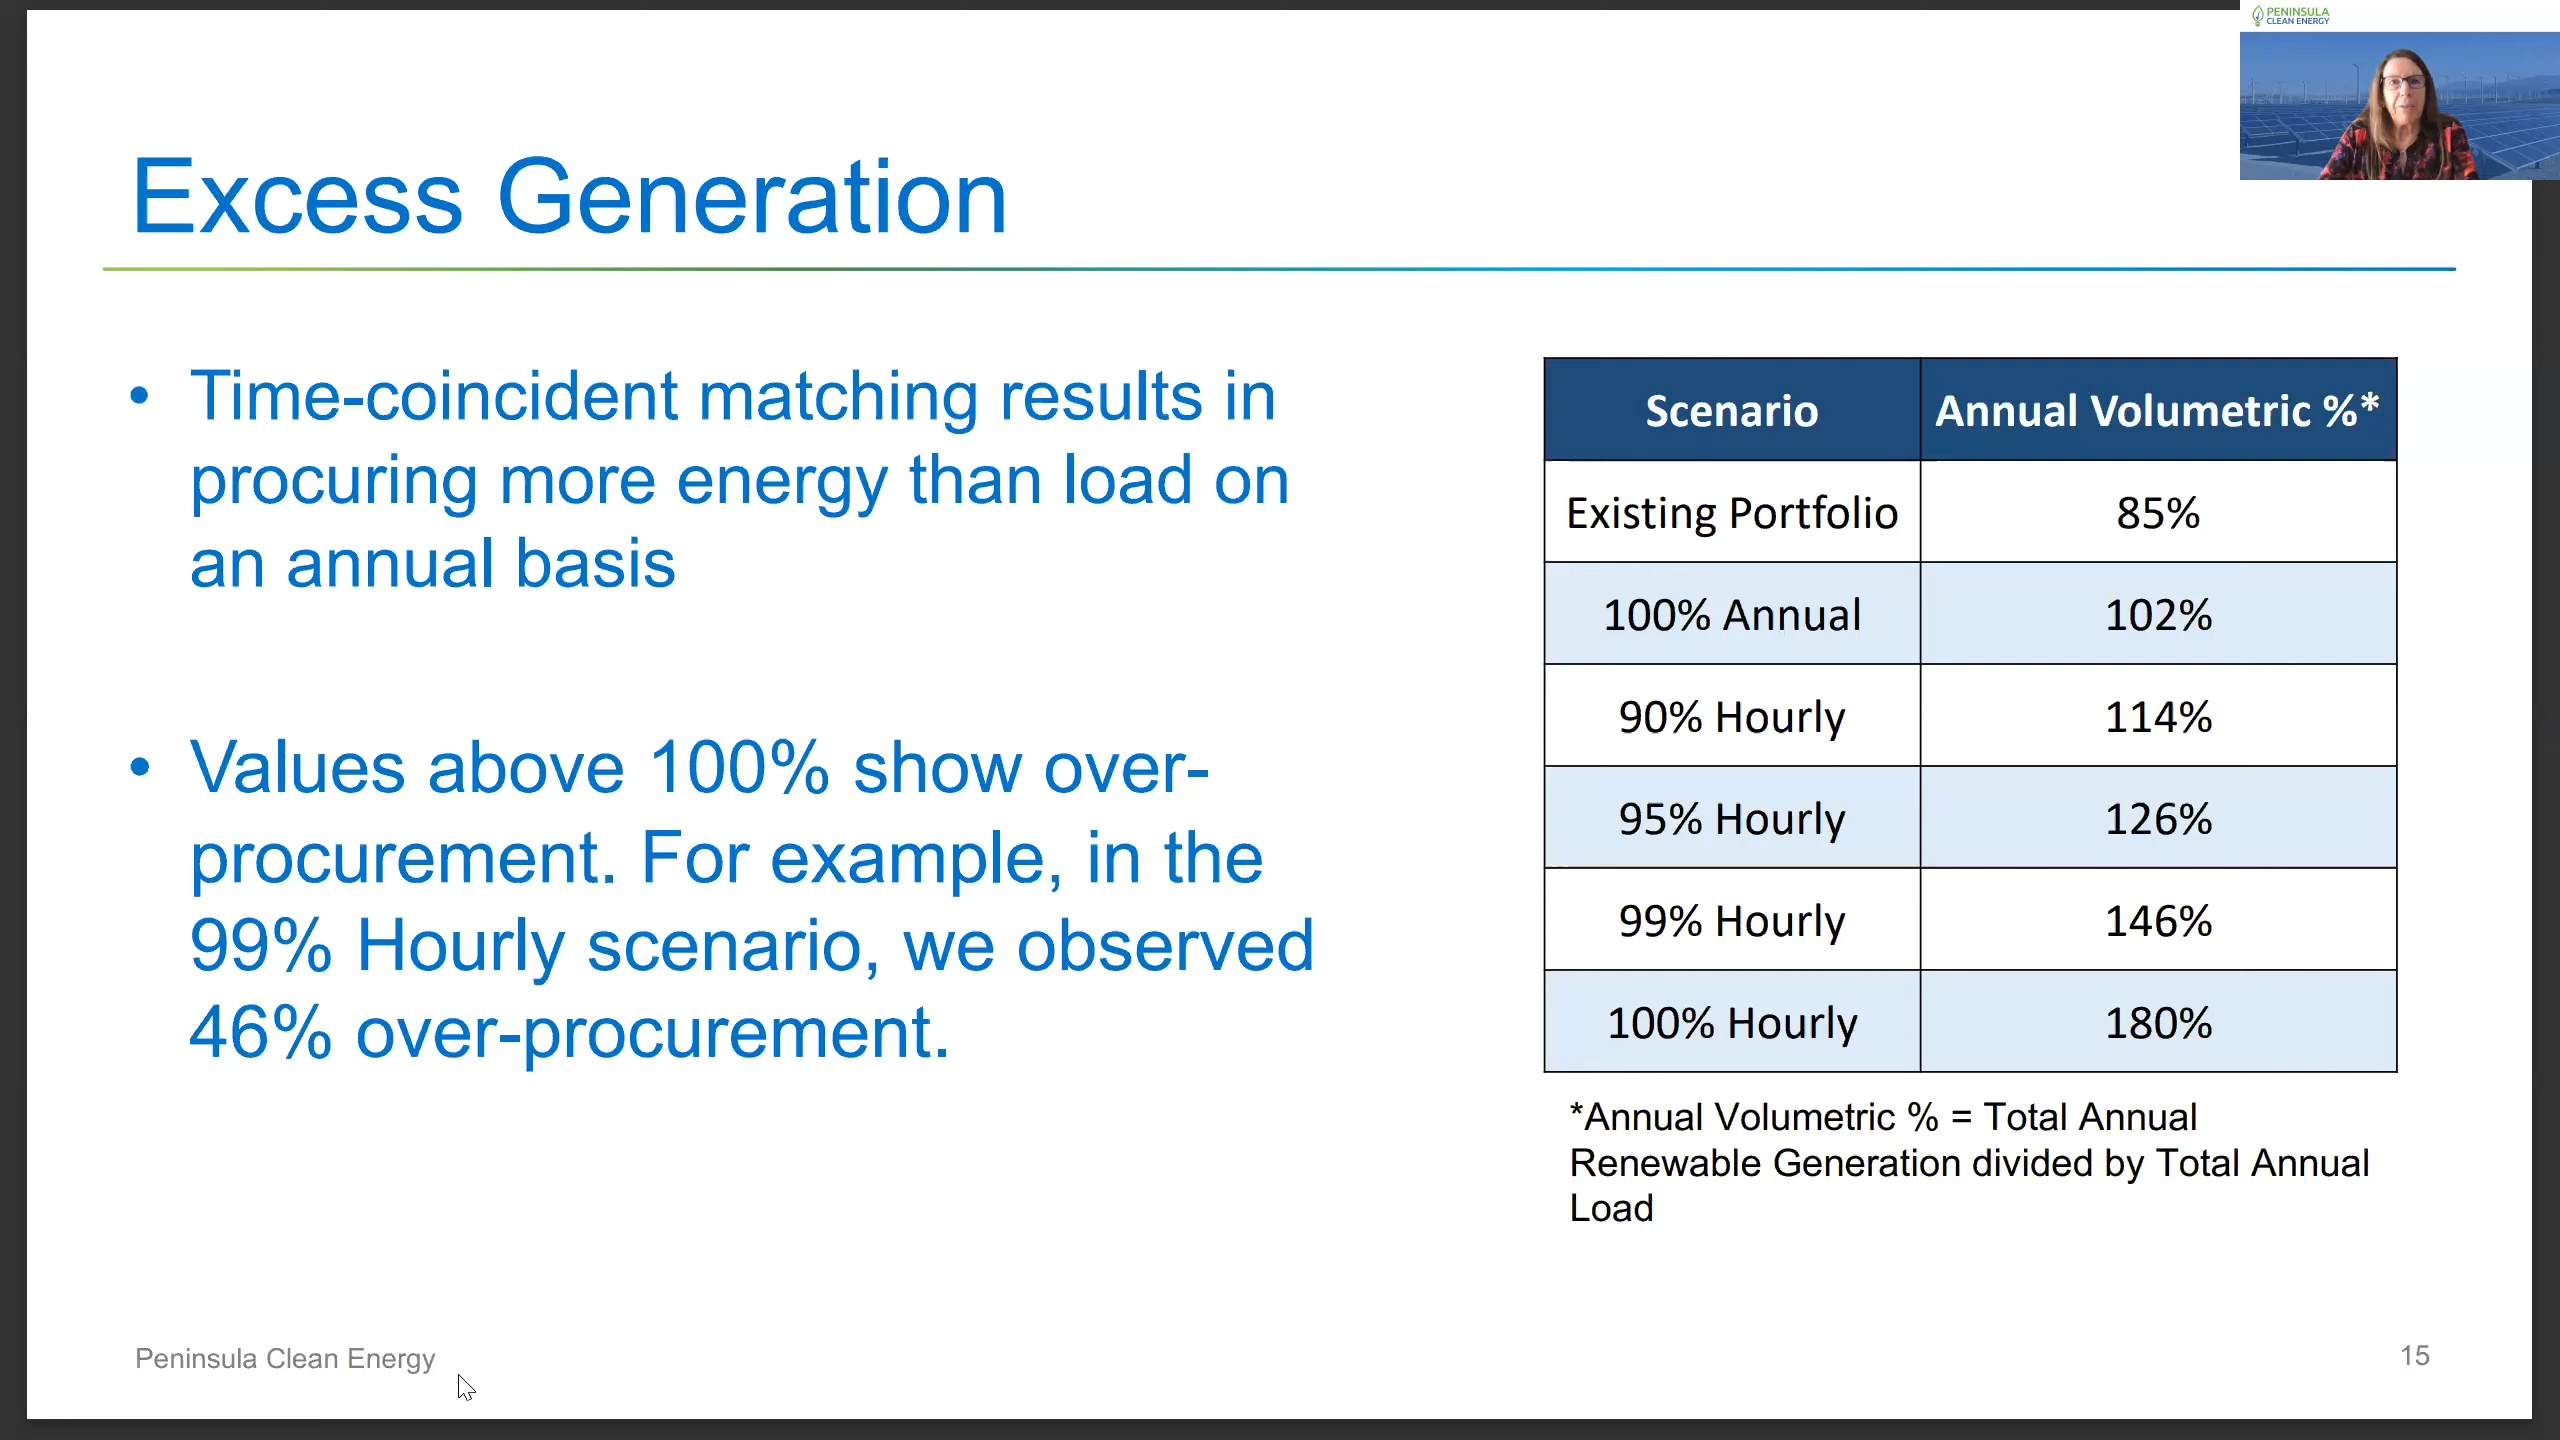 PENINSULA
CLEAN ENERGY
Excess Generation
• Time-coincident matching results in
procuring more energy than load on
an annual basis
• Values above 100% show over-
procurement. For example, in the
99% Hourly scenario, we observed
46% over-procurement.
Scenario Annual Volumetric %*
Existing Portfolio 85%
100% Annual 102%
90% Hourly 114%
95% Hourly 126%
99% Hourly 146%
100% Hourly 180%
*Annual Volumetric % = Total Annual
Renewable Generation divided by Total Annual
Load
Peninsula Clean Energy
15